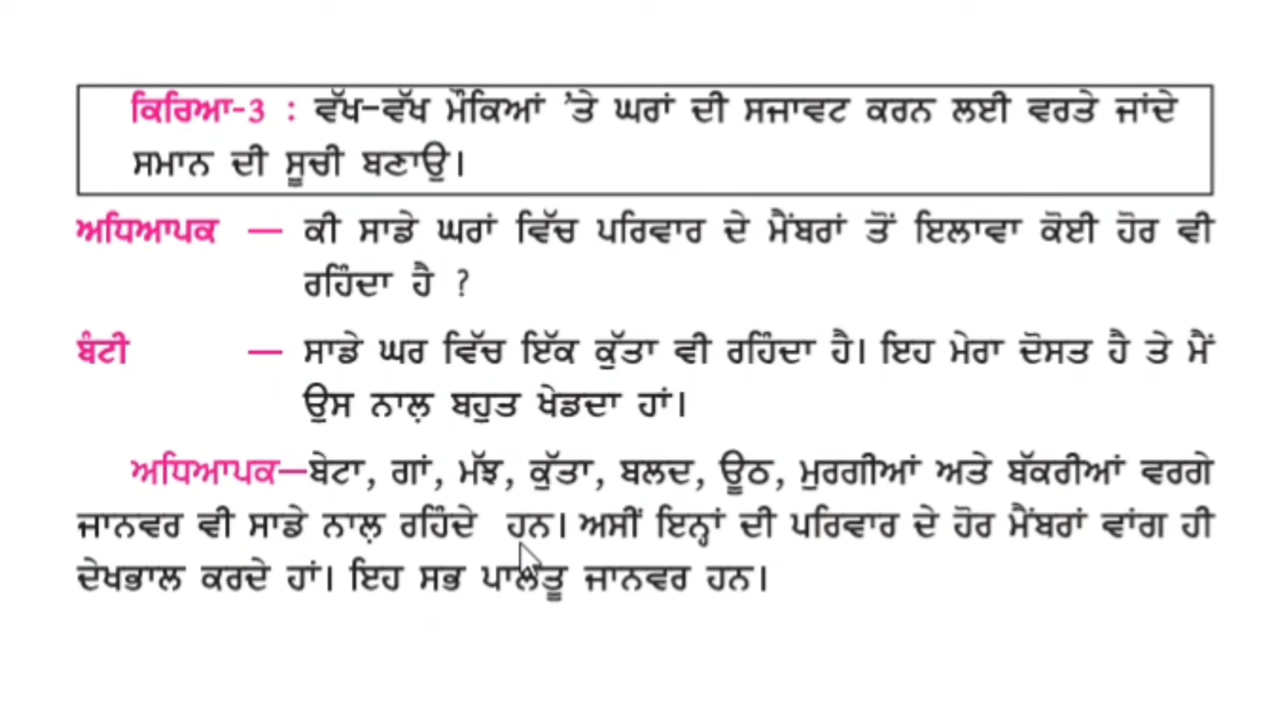 ਕਿਰਿਆ-3 : ਵੱਖ-ਵੱਖ ਮੌਕਿਆਂ ’ਤੇ ਘਰਾਂ ਦੀ ਸਜਾਵਟ ਕਰਨ ਲਈ ਵਰਤੇ ਜਾਂਦੇ
ਸਮਾਨ ਦੀ ਸੂਚੀ ਬਣਾਉ।
ਅਧਿਆਪਕ — ਕੀ ਸਾਡੇ ਘਰਾਂ ਵਿੱਚ ਪਰਿਵਾਰ ਦੇ ਮੈਂਬਰਾਂ ਤੋਂ ਇਲਾਵਾ ਕੋਈ ਹੋਰ ਵੀ
ਰਹਿੰਦਾ ਹੈ ?
ਬੰਟੀ — ਸਾਡੇ ਘਰ ਵਿੱਚ ਇੱਕ ਕੁੱਤਾ ਵੀ ਰਹਿੰਦਾ ਹੈ। ਇਹ ਮੇਰਾ ਦੋਸਤ ਹੈ ਤੇ ਮੈਂ
ਉਸ ਨਾਲ਼ ਬਹੁਤ ਖੇਡਦਾ ਹਾਂ।
ਅਧਿਆਪਕ—ਬੇਟਾ, ਗਾਂ, ਮੱਝ, ਕੁੱਤਾ, ਬਲਦ, ਊਠ, ਮੁਰਗੀਆਂ ਅਤੇ ਬੱਕਰੀਆਂ ਵਰਗੇ
ਜਾਨਵਰ ਵੀ ਸਾਡੇ ਨਾਲ਼ ਰਹਿੰਦੇ ਹਨ। ਅਸੀਂ ਇਨ੍ਹਾਂ ਦੀ ਪਰਿਵਾਰ ਦੇ ਹੋਰ ਮੈਂਬਰਾਂ ਵਾਂਗ ਹੀ
ਦੇਖਭਾਲ ਕਰਦੇ ਹਾਂ। ਇਹ ਸਭ ਪਾਲਤੂ ਜਾਨਵਰ ਹਨ।